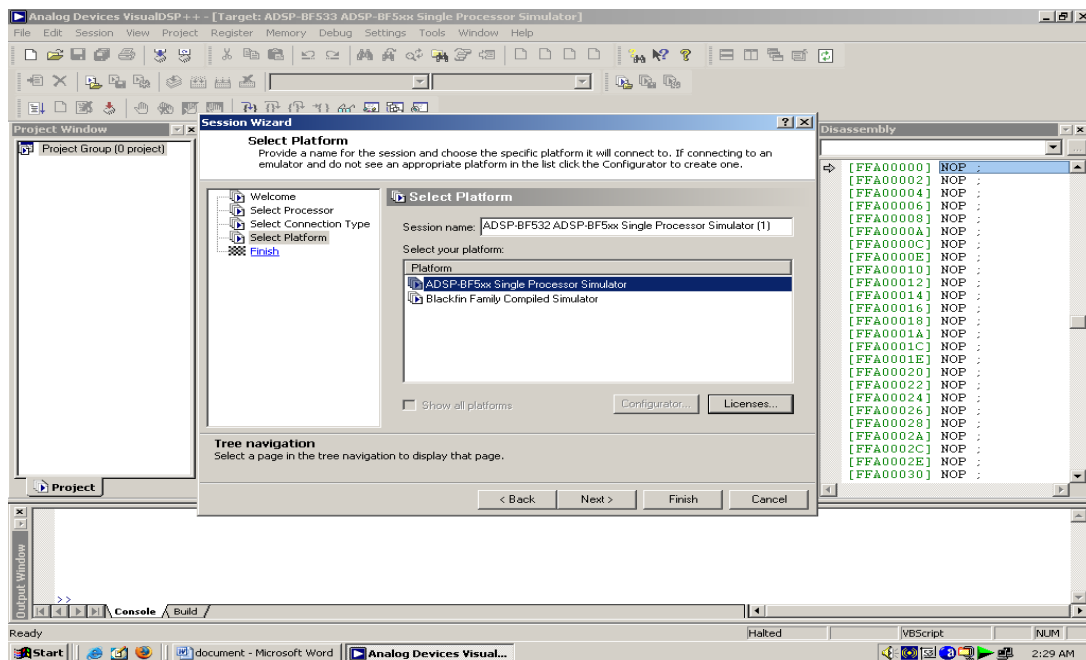 Analog Devices VisualDSP++ - [Target: ADSP-BF533 ADSP-BF5xx Single Processor Simulator]
File Edit Session View Project Register Memory Debug Settings Tools Window Help
Project Window
Project Group (0 project)
Project
Session Wizard
Select Platform
Provide a name for the session and choose the specific platform it will connect to. If connecting to an
emulator and do not see an appropriate platform in the list click the Configurator to create one.
Welcome
Select Processor
Select Connection Type
Select Platform
Finish
Select Platform
Session name: ADSP-BF532 ADSP-BF5xx Single Processor Simulator (1)
Select your platform:
Platform
ADSP-BF5xx Single Processor Simulator
Blackfin Family Compiled Simulator
Show all platforms
Configurator...
Licenses...
Tree navigation
Select a page in the tree navigation to display that page.
< Back Next > Finish Cancel
Disassembly
[FFA00000] NOP ;
[FFA00002] NOP ;
[FFA00004] NOP ;
[FFA00006] NOP ;
[FFA00008] NOP ;
[FFA0000A] NOP ;
[FFA0000C] NOP ;
[FFA0000E] NOP ;
[FFA00010] NOP ;
[FFA00012] NOP ;
[FFA00014] NOP ;
[FFA00016] NOP ;
[FFA00018] NOP ;
[FFA0001A] NOP ;
[FFA0001C] NOP ;
[FFA0001E] NOP ;
[FFA00020] NOP ;
[FFA00022] NOP ;
[FFA00024] NOP ;
[FFA00026] NOP ;
[FFA00028] NOP ;
[FFA0002A] NOP ;
[FFA0002C] NOP ;
[FFA0002E] NOP ;
[FFA00030] NOP ;
Output Window
>>
Console Build
Ready Halted VBScript NUM
Start document - Microsoft Word Analog Devices Visual... 2:29 AM